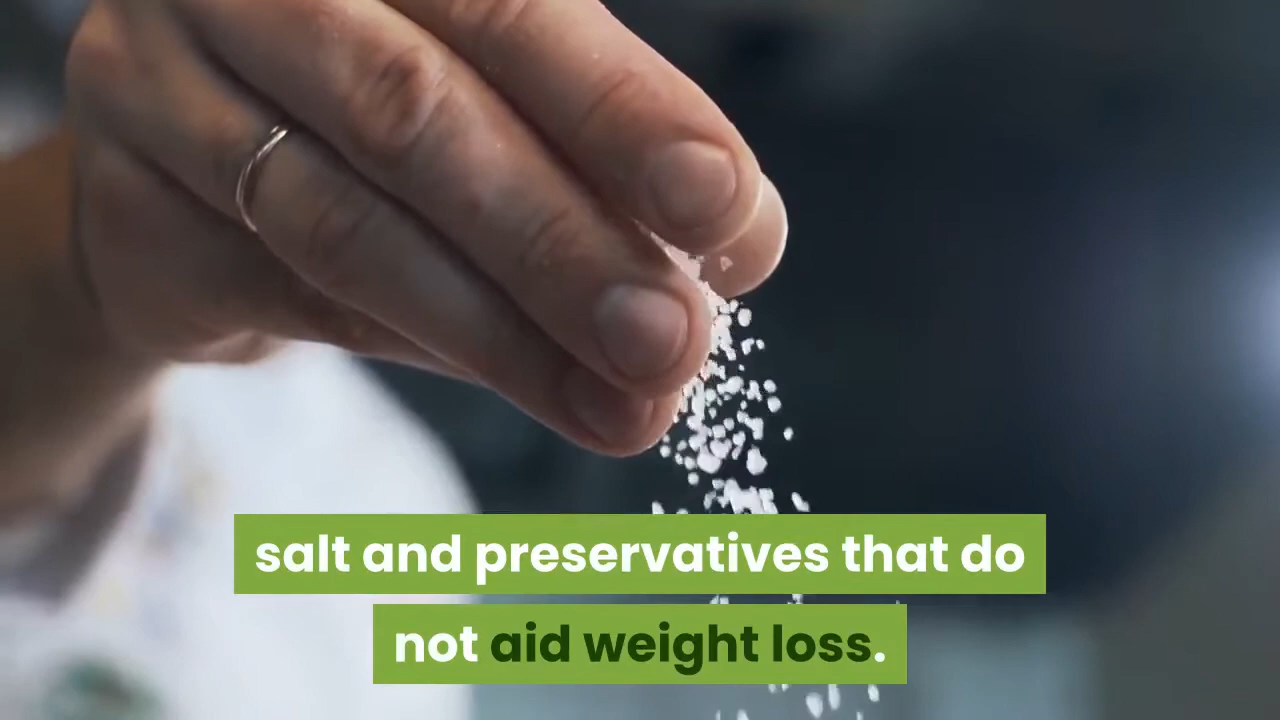 salt and preservatives that do
not aid weight loss.